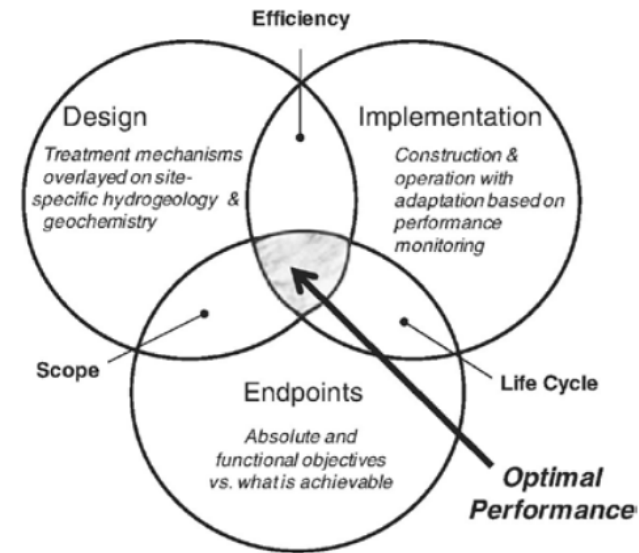 Efficiency
Design
Treatment mechanisms
overlayed on site-
specific hydrogeology &
geochemistry
Implementation
Construction &
operation with
adaptation based on
performance
monitoring
Scope
Life Cycle
Endpoints
Absolute and
functional objectives
vs. what is achievable
Optimal
Performance